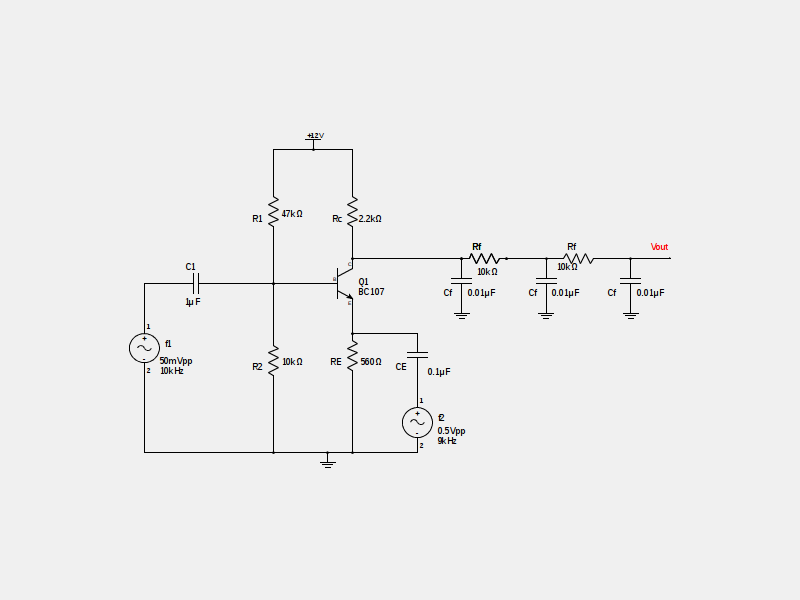 +12V
R1
47kΩ
Rc
2.2kΩ
Vout
Rf
10kΩ
Rf
10kΩ
C1
1µF
C
B
E
Q1
BC107
Cf
0.01µF
Cf
0.01µF
Cf
0.01µF
1
+
-
2
f1
50mVpp
10kHz
R2
10kΩ
RE
560Ω
CE
0.1µF
1
+
-
2
f2
0.5Vpp
9kHz